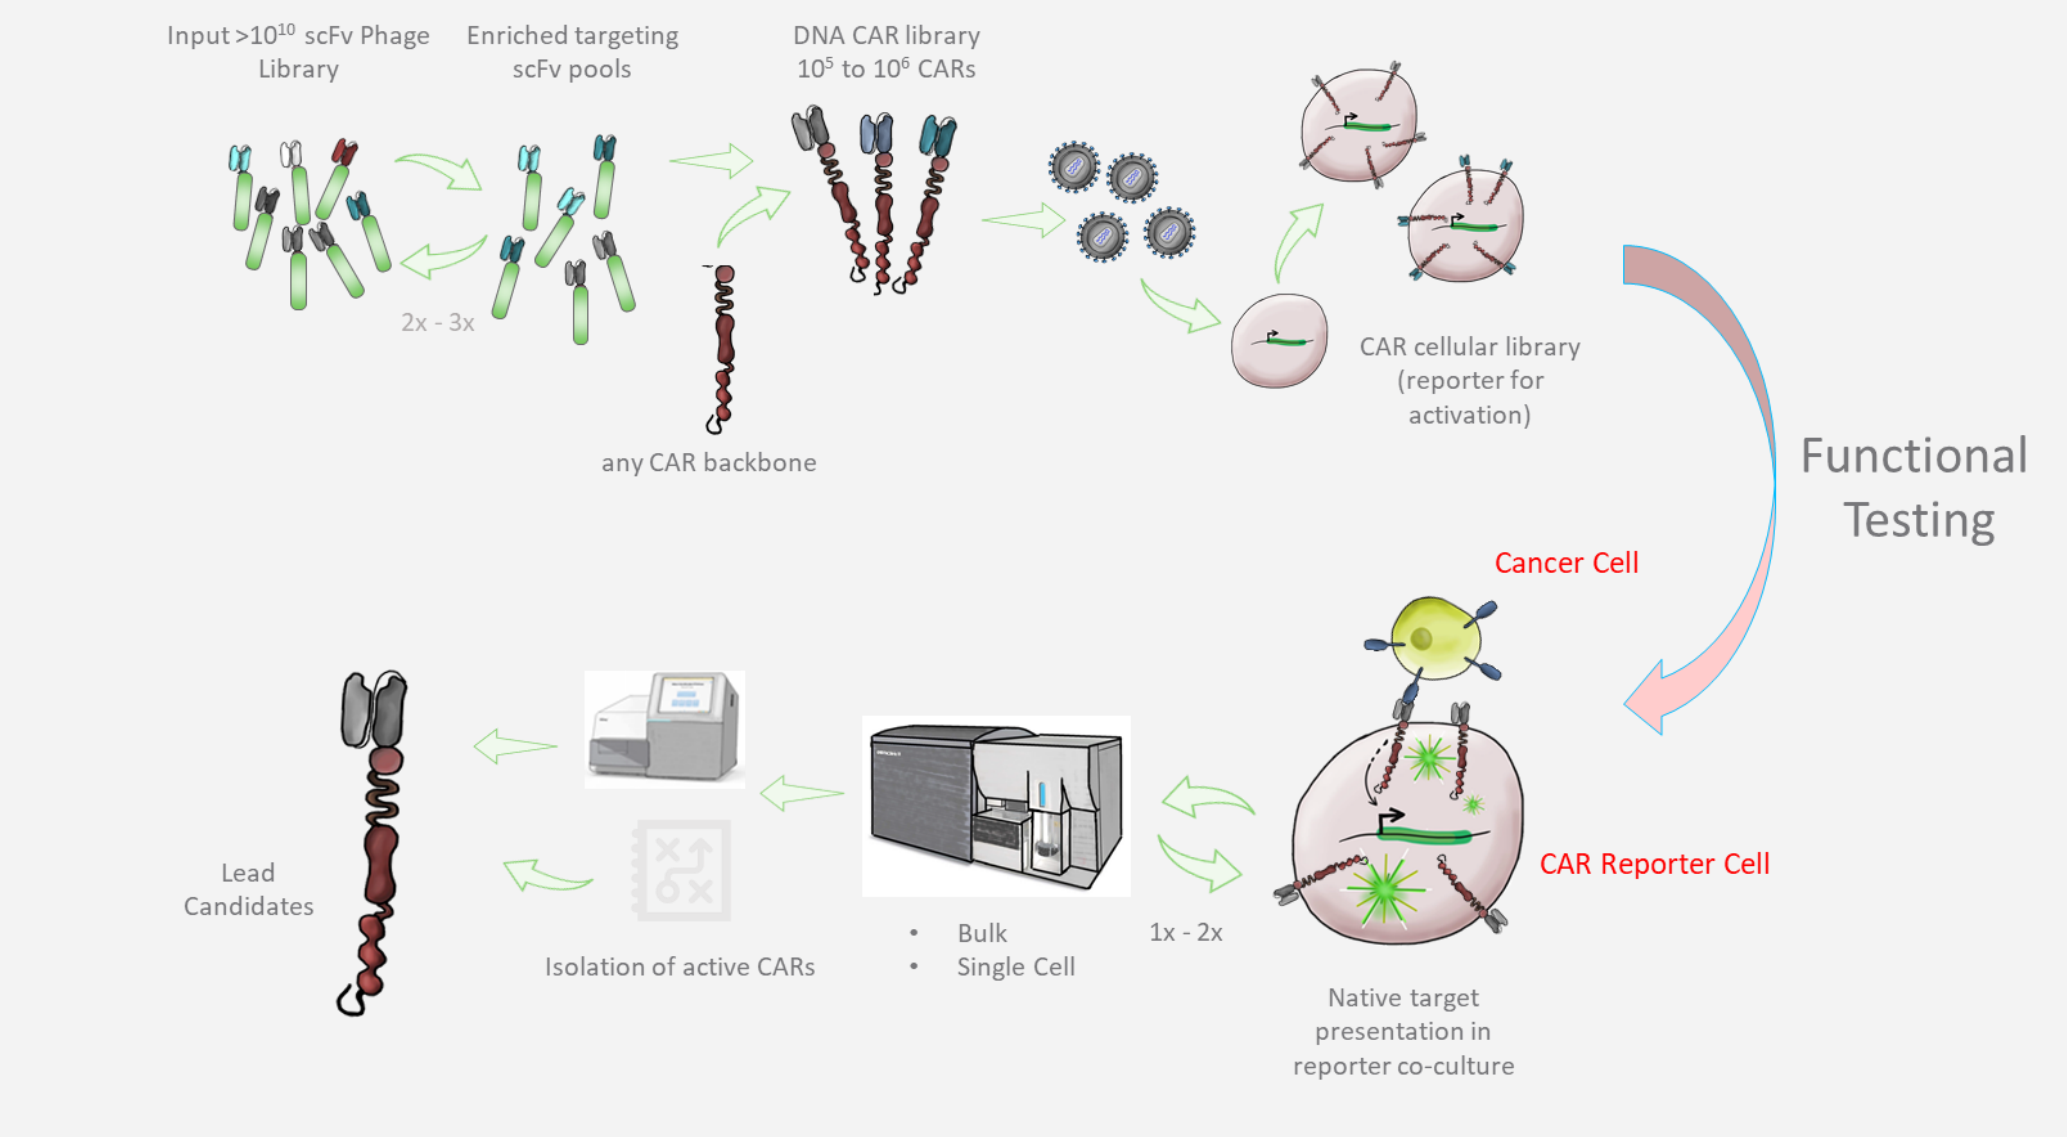 Input >10¹⁰ scFv Phage
Library
Enriched targeting
scFv pools
DNA CAR library
10⁵ to 10⁶ CARs
2x - 3x
any CAR backbone
CAR cellular library
(reporter for
activation)
Functional
Testing
Cancer Cell
CAR Reporter Cell
Native target
presentation in
reporter co-culture
1x - 2x
• Bulk
• Single Cell
Isolation of active CARs
Lead
Candidates